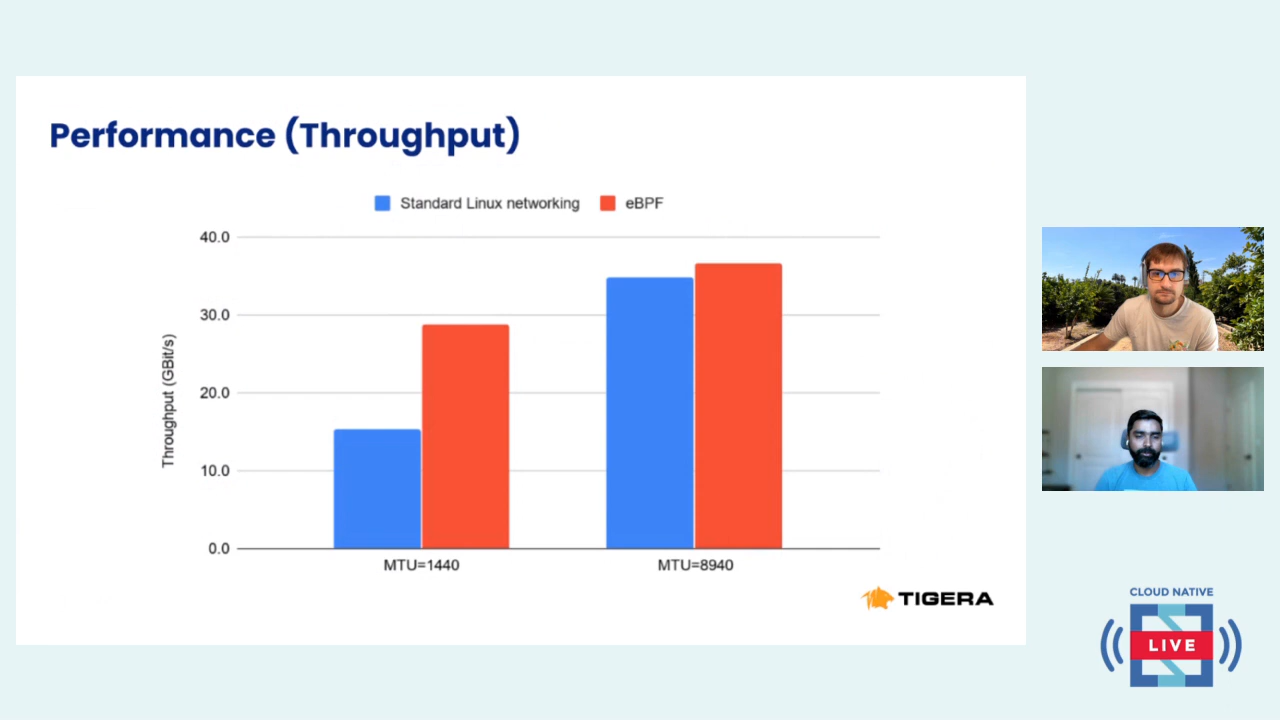 Performance (Throughput)
Standard Linux networking eBPF
40.0
30.0
20.0
10.0
0.0
Throughput (GBit/s)
MTU=1440 MTU=8940
TIGERA
CLOUD NATIVE
LIVE